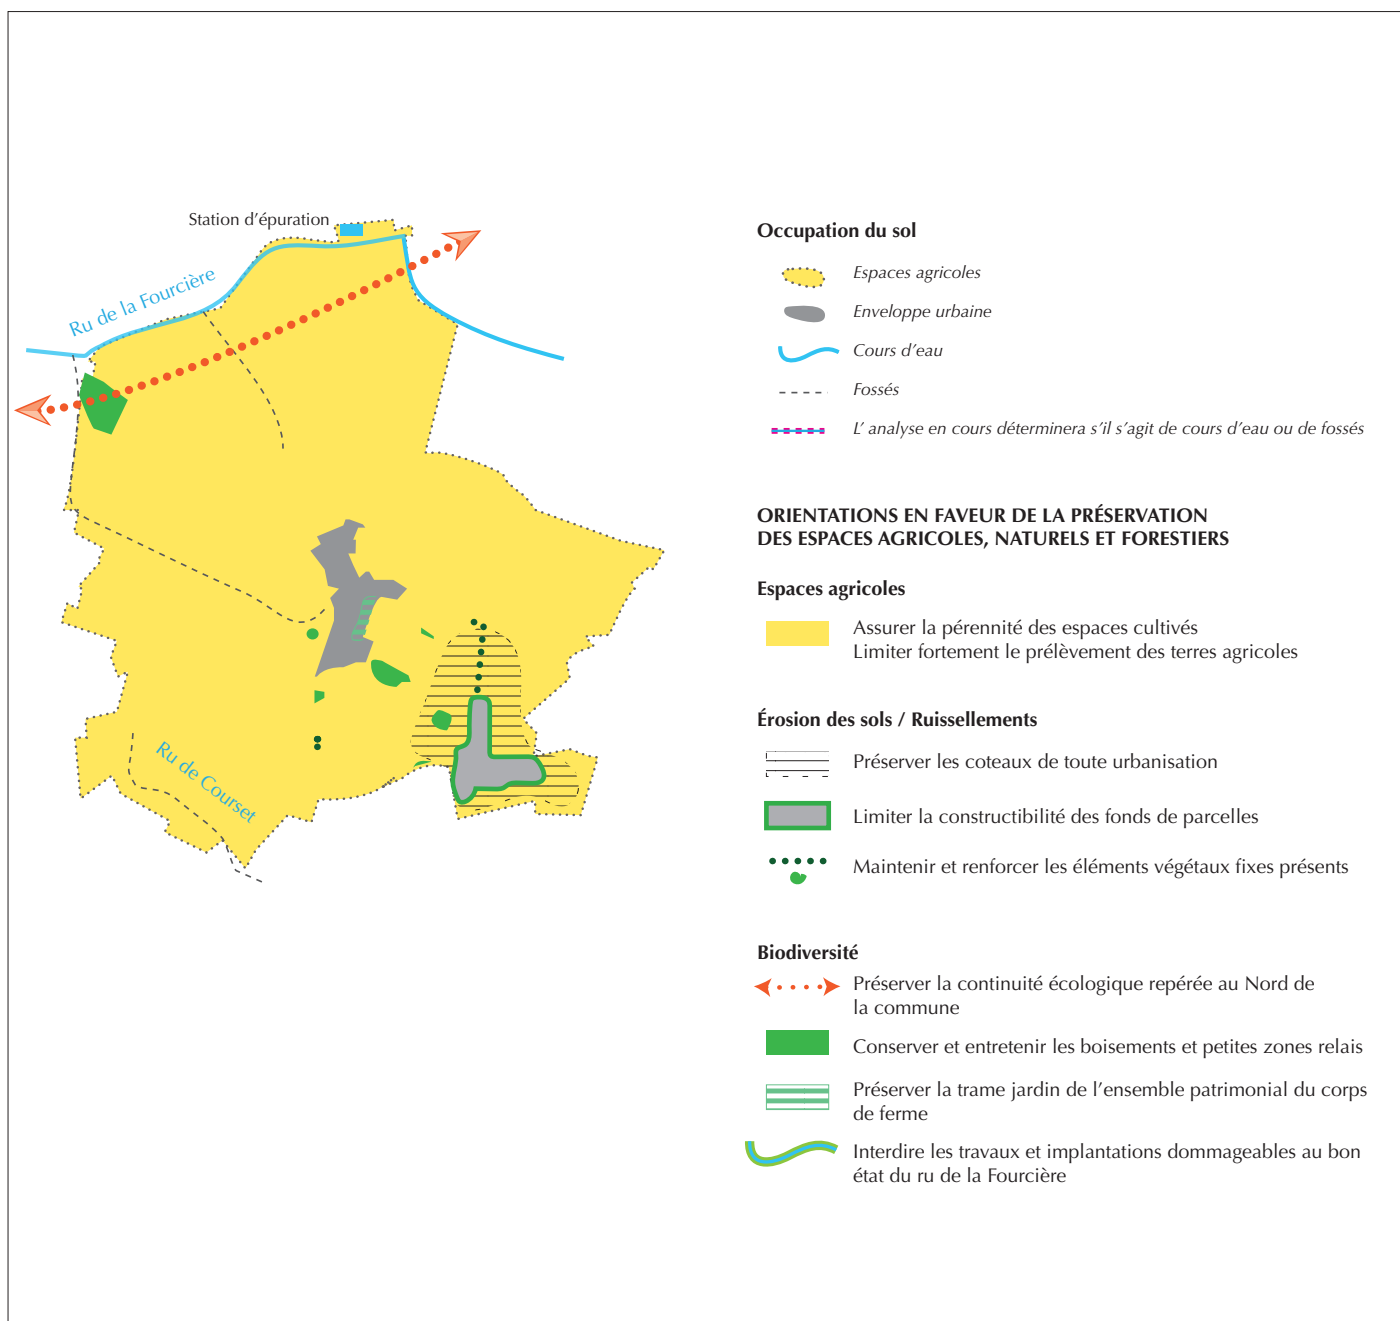 Station d’épuration
Ru de la Fourcière
Ru de Courset
Occupation du sol
Espaces agricoles
Enveloppe urbaine
Cours d’eau
Fossés
L’ analyse en cours déterminera s’il s’agit de cours d’eau ou de fossés
ORIENTATIONS EN FAVEUR DE LA PRÉSERVATION
DES ESPACES AGRICOLES, NATURELS ET FORESTIERS
Espaces agricoles
Assurer la pérennité des espaces cultivés
Limiter fortement le prélèvement des terres agricoles
Érosion des sols / Ruissellements
Préserver les coteaux de toute urbanisation
Limiter la constructibilité des fonds de parcelles
Maintenir et renforcer les éléments végétaux fixes présents
Biodiversité
Préserver la continuité écologique repérée au Nord de
la commune
Conserver et entretenir les boisements et petites zones relais
Préserver la trame jardin de l’ensemble patrimonial du corps
de ferme
Interdire les travaux et implantations dommageables au bon
état du ru de la Fourcière